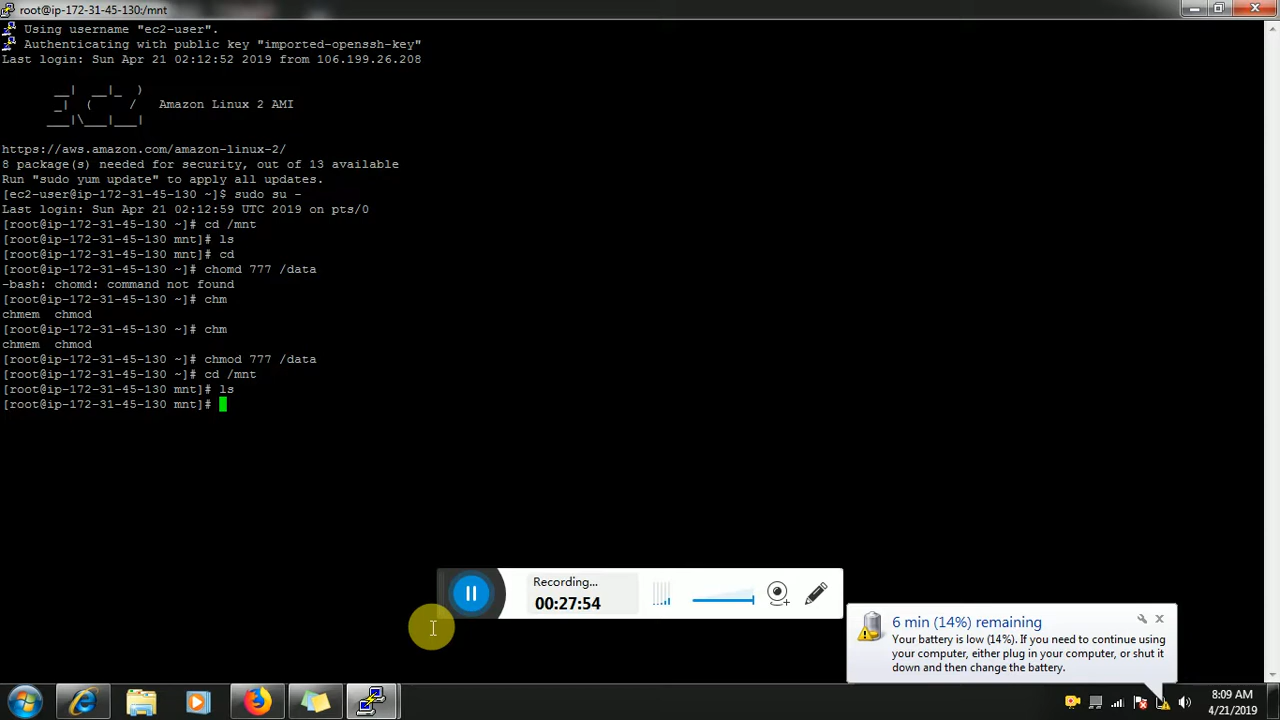 root@ip-172-31-45-130:/mnt
Using username "ec2-user".
Authenticating with public key "imported-openssh-key"
Last login: Sun Apr 21 02:12:52 2019 from 106.199.26.208
__|  __|_  )
_|  (     /   Amazon Linux 2 AMI
___|\___|___|
https://aws.amazon.com/amazon-linux-2/
8 package(s) needed for security, out of 13 available
Run "sudo yum update" to apply all updates.
[ec2-user@ip-172-31-45-130 ~]$ sudo su -
Last login: Sun Apr 21 02:12:59 UTC 2019 on pts/0
[root@ip-172-31-45-130 ~]# cd /mnt
[root@ip-172-31-45-130 mnt]# ls
[root@ip-172-31-45-130 mnt]# cd
[root@ip-172-31-45-130 ~]# chomd 777 /data
-bash: chomd: command not found
[root@ip-172-31-45-130 ~]# chm
chmem  chmod
[root@ip-172-31-45-130 ~]# chm
chmem  chmod
[root@ip-172-31-45-130 ~]# chmod 777 /data
[root@ip-172-31-45-130 ~]# cd /mnt
[root@ip-172-31-45-130 mnt]# ls
[root@ip-172-31-45-130 mnt]#
Recording...
00:27:54
6 min (14%) remaining
Your battery is low (14%). If you need to continue using
your computer, either plug in your computer, or shut it
down and then change the battery.
8:09 AM
4/21/2019